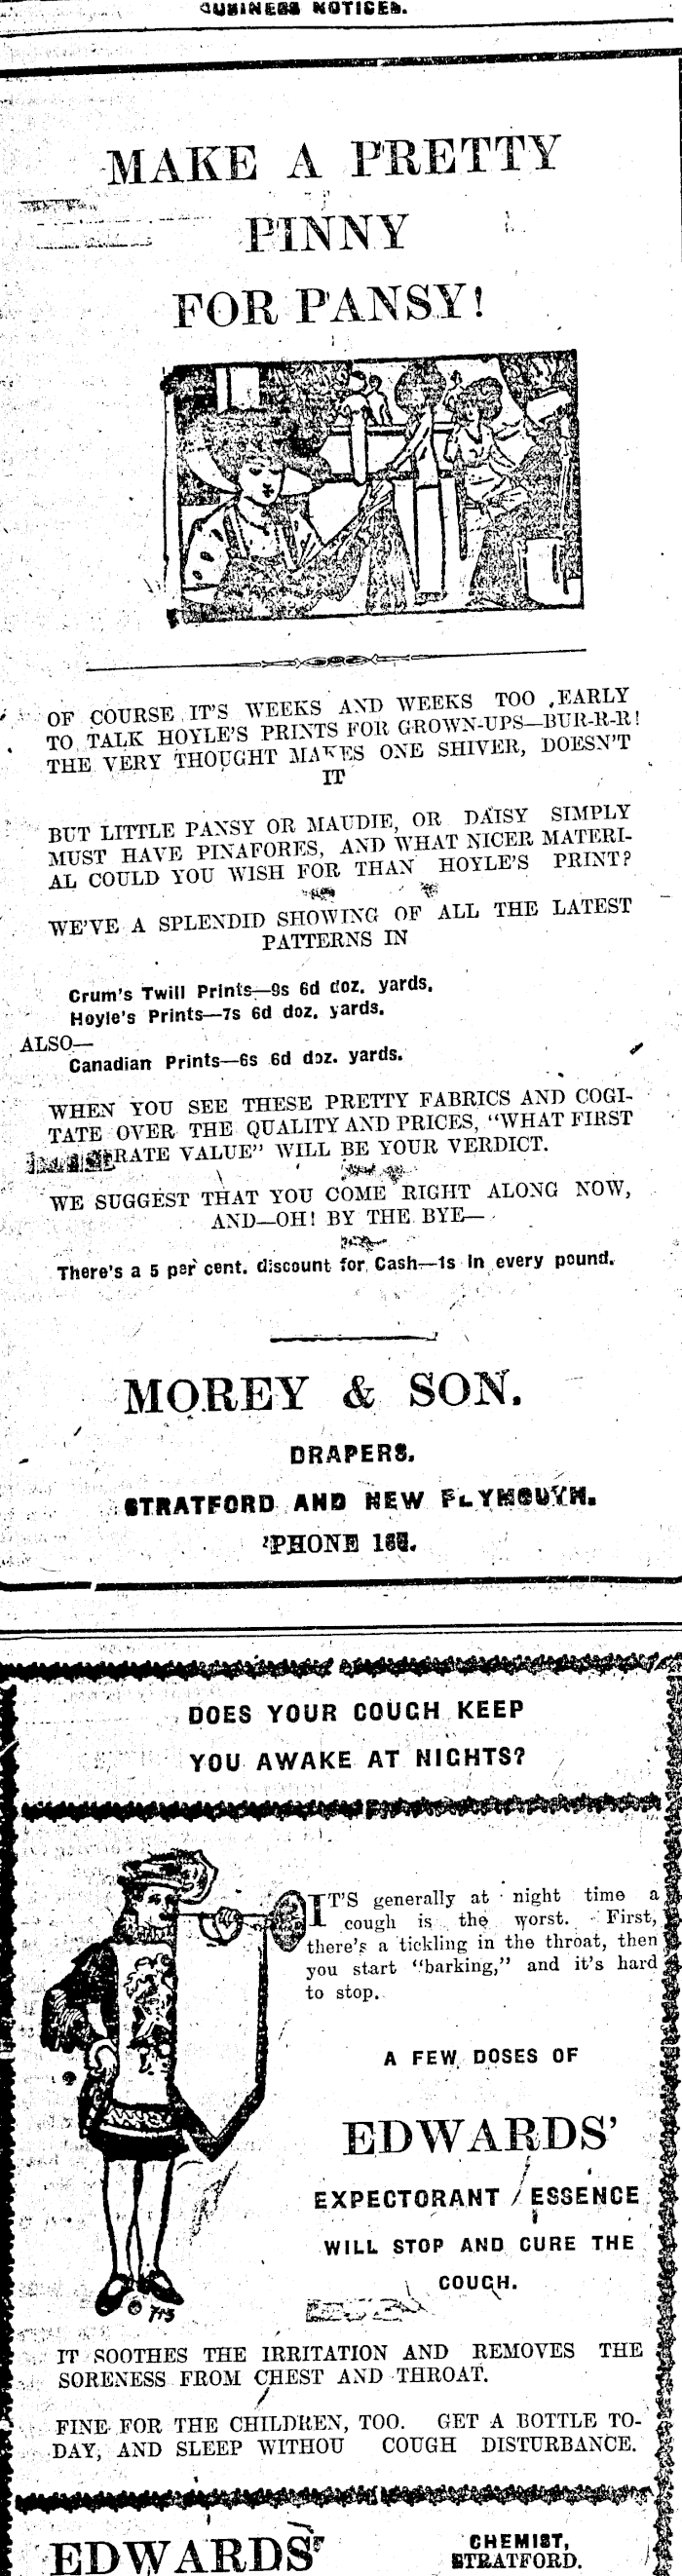 BUSINESS NOTICES.
MAKE A PRETTY
PINNY
FOR PANSY!
OF COURSE IT'S WEEKS AND WEEKS TOO EARLY
TO TALK HOYLE'S PRINTS FOR GROWN-UPS—BUR-R-R!
THE VERY THOUGHT MAKES ONE SHIVER, DOESN'T
IT
BUT LITTLE PANSY OR MAUDIE, OR DAISY SIMPLY
MUST HAVE PINAFORES, AND WHAT NICER MATERI-
AL COULD YOU WISH FOR THAN HOYLE'S PRINT?
WE'VE A SPLENDID SHOWING OF ALL THE LATEST
PATTERNS IN
Crum's Twill Prints—9s 6d doz. yards.
Hoyle's Prints—7s 6d doz. yards.
ALSO—
Canadian Prints—6s 6d doz. yards.
WHEN YOU SEE THESE PRETTY FABRICS AND COGI-
TATE OVER THE QUALITY AND PRICES, "WHAT FIRST
RATE VALUE" WILL BE YOUR VERDICT.
WE SUGGEST THAT YOU COME RIGHT ALONG NOW,
AND—OH! BY THE BYE—
There's a 5 per cent. discount for Cash—1s in every pound.
MOREY & SON.
DRAPERS.
STRATFORD AND NEW PLYMOUTH.
'PHONE
DOES YOUR COUGH KEEP
YOU AWAKE AT NIGHTS?
IT'S generally at night time a
cough is the worst. First,
there's a tickling in the throat, then
you start "barking," and it's hard
to stop.
A FEW DOSES OF
EDWARDS'
EXPECTORANT ESSENCE
WILL STOP AND CURE THE
COUGH.
IT SOOTHES THE IRRITATION AND REMOVES THE
SORENESS FROM CHEST AND THROAT.
FINE FOR THE CHILDREN, TOO. GET A BOTTLE TO-
DAY, AND SLEEP WITHOU COUGH DISTURBANCE.
EDWARDS'
CHEMIST,
STRATFORD.